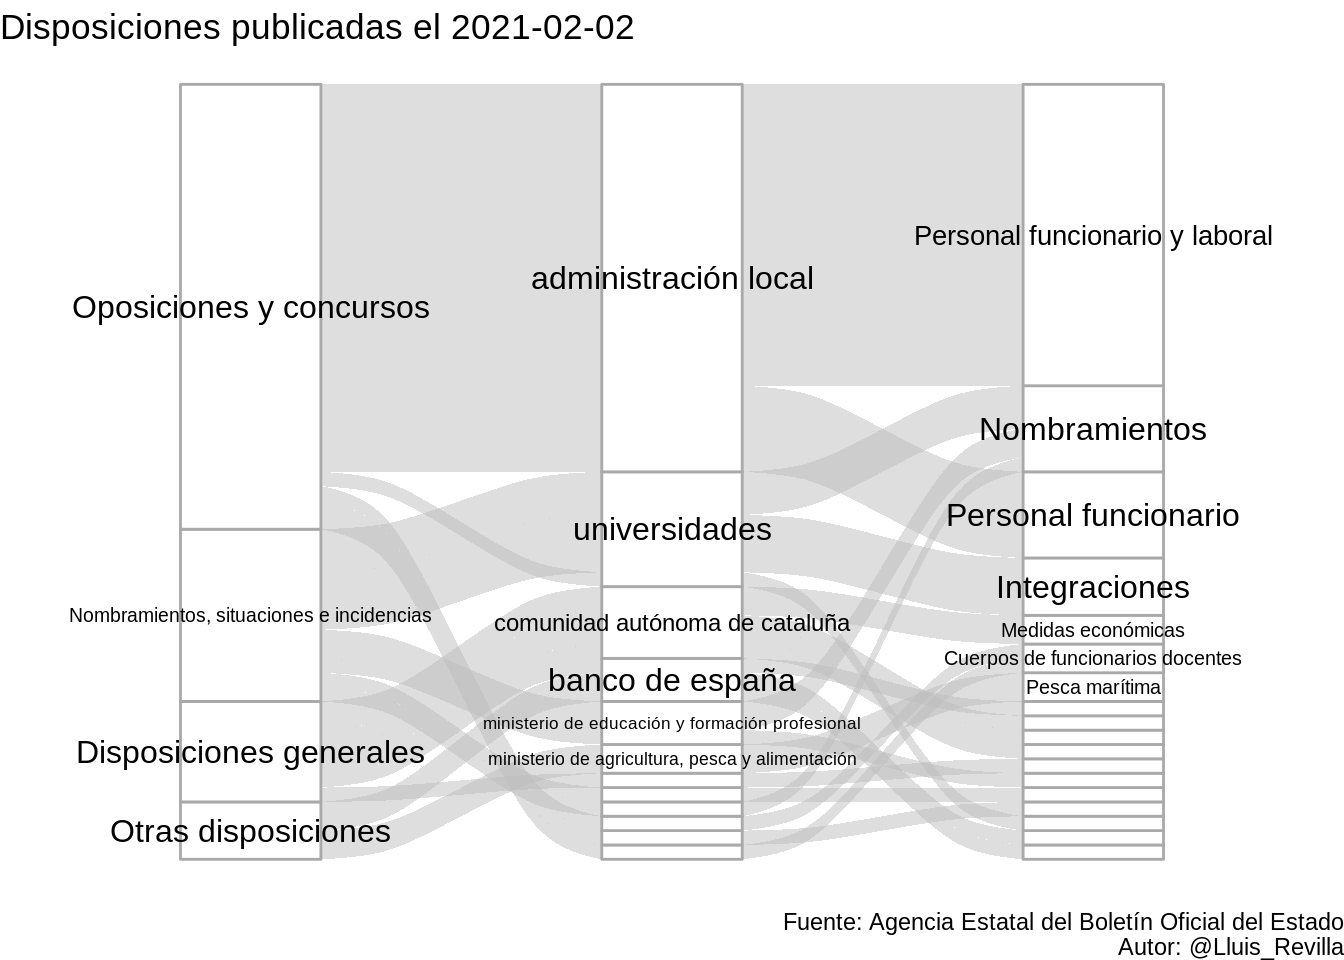 Disposiciones publicadas el 2021-02-02
Personal funcionario y laboral
administración local
Oposiciones y concursos
Nombramientos
Personal funcionario
universidades
Integraciones
Nombramientos, situaciones e incidencias
comunidad autónoma de cataluña
Medidas económicas
Cuerpos de funcionarios docentes
banco de españa
Pesca marítima
ministerio de educación y formación profesional
Disposiciones generales
ministerio de agricultura, pesca y alimentación
Otras disposiciones
Fuente: Agencia Estatal del Boletín Oficial del Estado
Autor: @Lluis_Revilla